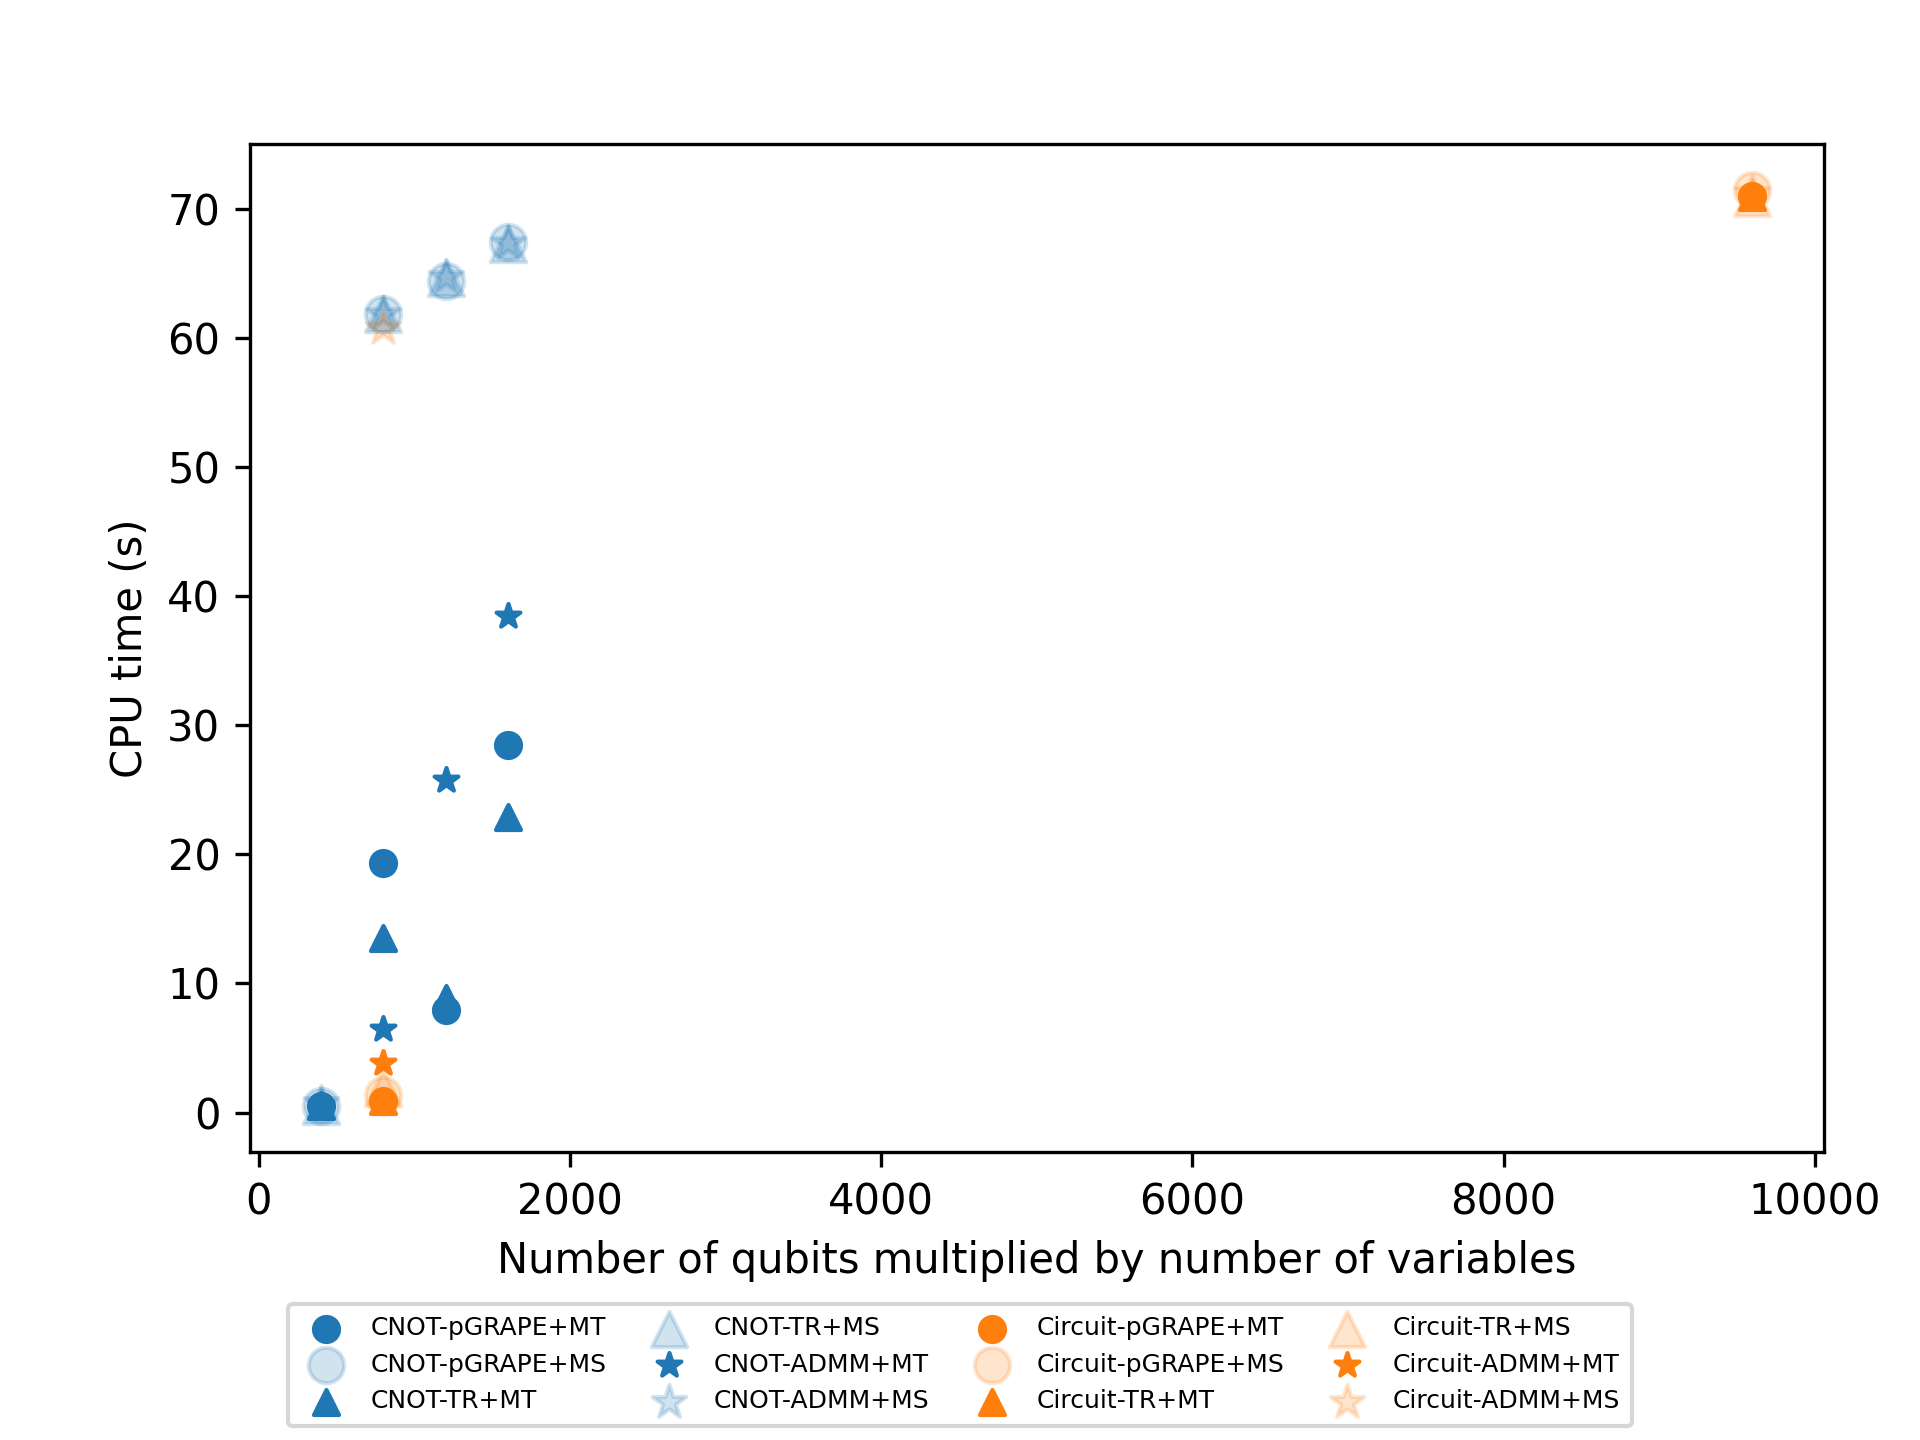 70
60
50
40
30
20
10
0
CPU time (s)
0 2000 4000 6000 8000 10000
Number of qubits multiplied by number of variables
CNOT-pGRAPE+MT CNOT-TR+MS Circuit-pGRAPE+MT Circuit-TR+MS
CNOT-pGRAPE+MS CNOT-ADMM+MT Circuit-pGRAPE+MS Circuit-ADMM+MT
CNOT-TR+MT CNOT-ADMM+MS Circuit-TR+MT Circuit-ADMM+MS